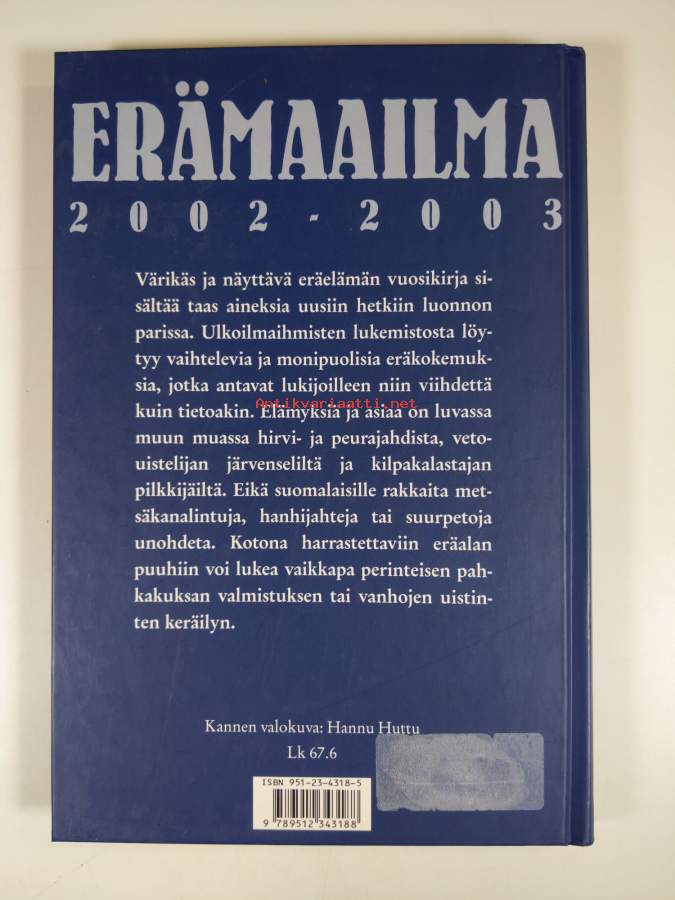 ERÄMAAILMA
2002-2003
Värikäs ja näyttävä eräelämän vuosikirja si-
sältää taas aineksia uusiin hetkiin luonnon
parissa. Ulkoilmaihmisten lukemistosta löy-
tyy vaihtelevia ja monipuolisia eräkokemuk-
sia, jotka antavat lukijoilleen niin viihdettä
Antikvariaatti.net
kuin tietoakin. Elämyksiä ja asiaa on luvassa
muun muassa hirvi- ja peurajahdista, veto-
uistelijan järvenseliltä ja kilpakalastajan
pilkkijäiltä. Eikä suomalaisille rakkaita met-
säkanalintuja, hanhijahteja tai suurpetoja
unohdeta. Kotona harrastettaviin eräalan
puuhiin voi lukea vaikkapa perinteisen pah-
kakuksan valmistuksen tai vanhojen uistin-
ten keräilyn.
Kannen valokuva: Hannu Huttu
Lk 67.6
ISBN 951-23-4318-5
9 789512 343188